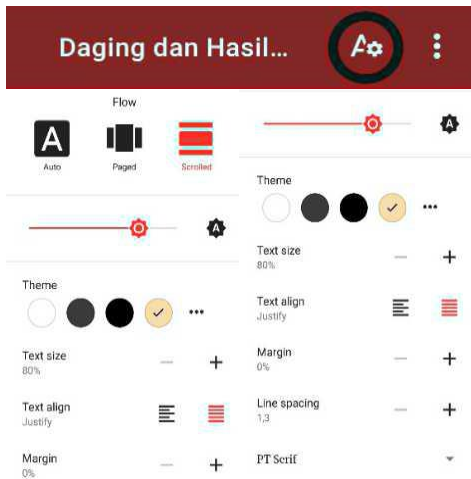 Daging dan Hasil...
A
Flow
A
Auto
Paged
Scrolled
A
Theme
Text size
80%
Text align
Justify
Margin
0%
A
Theme
Text size
80%
Text align
Justify
Margin
0%
Line spacing
1,3
PT Serif